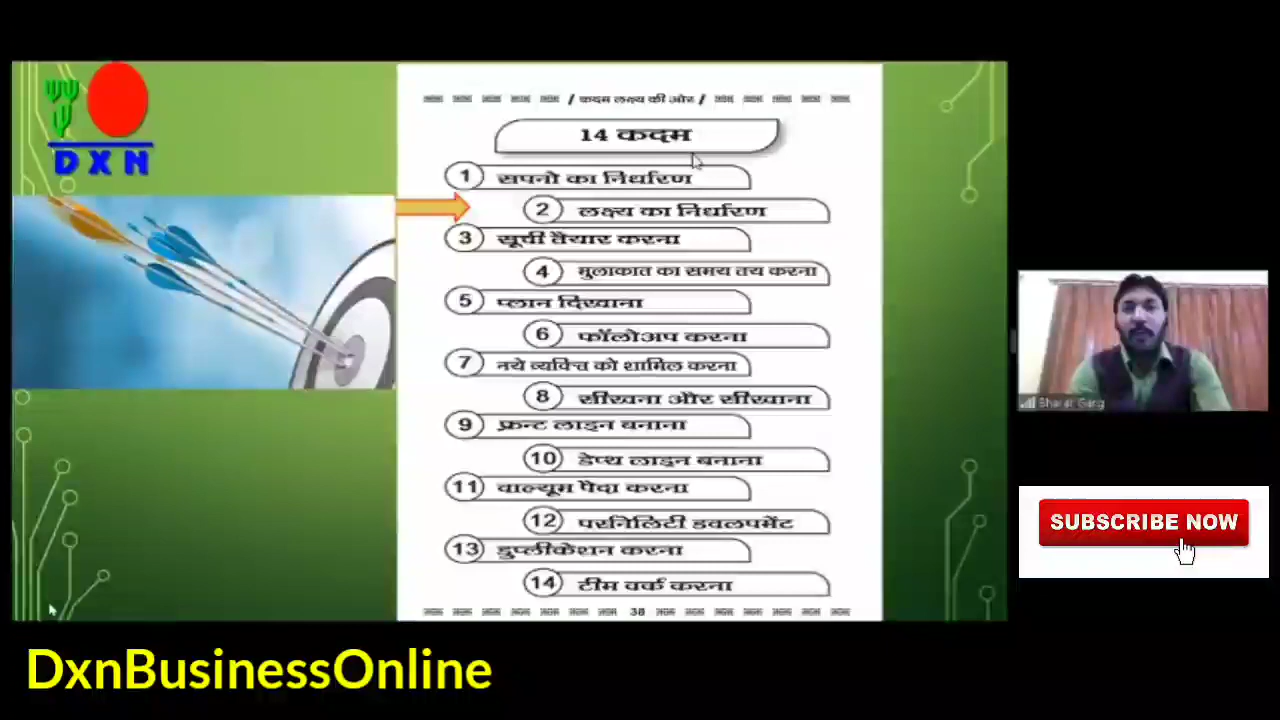 DXN
/ कदम लक्ष्य की ओर /
14 कदम
1 सपनो का निर्धारण
2 लक्ष्य का निर्धारण
3 सूची तैयार करना
4 मुलाकात का समय तय करना
5 प्लान दिखाना
6 फॉलोअप करना
7 नये व्यक्ति को शामिल करना
8 सीखना और सीखाना
9 फ्रन्ट लाइन बनाना
10 डेप्थ लाइन बनाना
11 वाल्यूम पैदा करना
12 परनिलिटी डवलपमेंट
13 डुप्लीकेशन करना
14 टीम वर्क करना
38
Bharat Garg
SUBSCRIBE NOW
DxnBusinessOnline